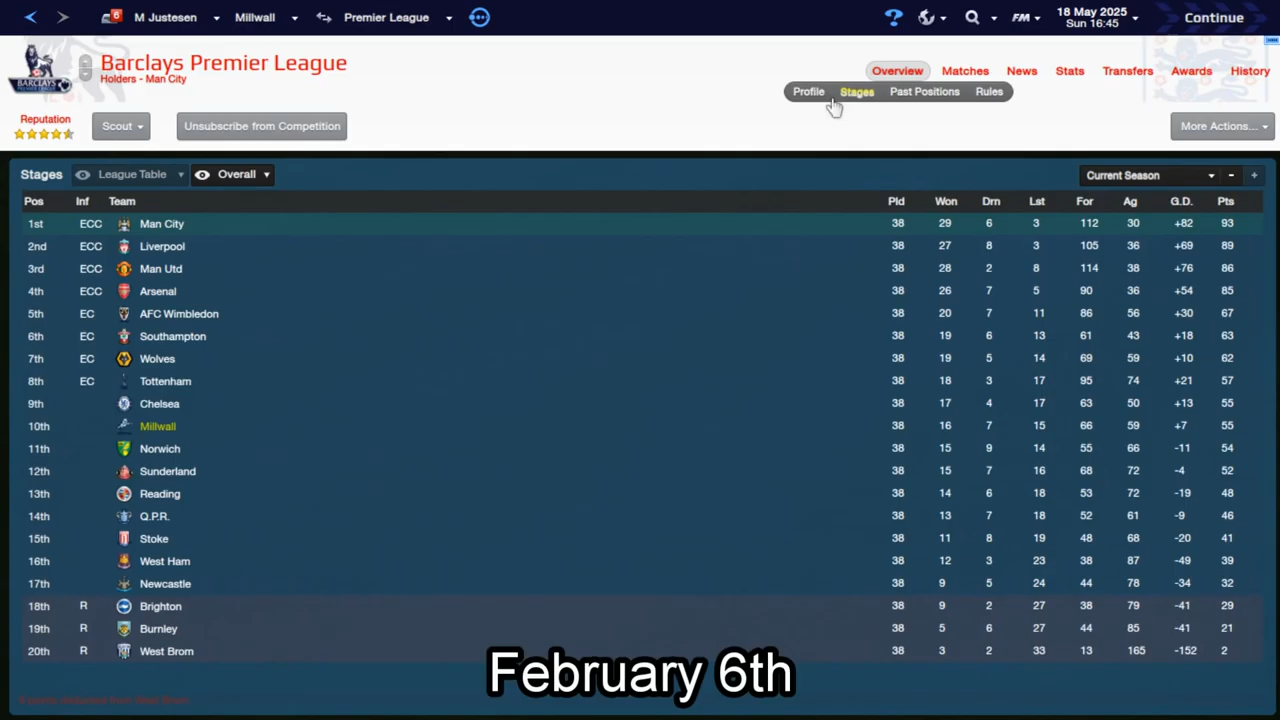 6 M Justesen Millwall Premier League ? FM 18 May 2025 Sun 16:45 Continue
Barclays Premier League
Holders - Man City
Overview Matches News Stats Transfers Awards History
Profile Stages Past Positions Rules
Reputation
Scout Unsubscribe from Competition More Actions...
Stages League Table Overall Current Season - +
Pos Inf Team Pld Won Drn Lst For Ag G.D. Pts
1st ECC Man City 38 29 6 3 112 30 +82 93
2nd ECC Liverpool 38 27 8 3 105 36 +69 89
3rd ECC Man Utd 38 28 2 8 114 38 +76 86
4th ECC Arsenal 38 26 7 5 90 36 +54 85
5th EC AFC Wimbledon 38 20 7 11 86 56 +30 67
6th EC Southampton 38 19 6 13 61 43 +18 63
7th EC Wolves 38 19 5 14 69 59 +10 62
8th EC Tottenham 38 18 3 17 95 74 +21 57
9th Chelsea 38 17 4 17 63 50 +13 55
10th Millwall 38 16 7 15 66 59 +7 55
11th Norwich 38 15 9 14 55 66 -11 54
12th Sunderland 38 15 7 16 68 72 -4 52
13th Reading 38 14 6 18 53 72 -19 48
14th Q.P.R. 38 13 7 18 52 61 -9 46
15th Stoke 38 11 8 19 48 68 -20 41
16th West Ham 38 12 3 23 38 87 -49 39
17th Newcastle 38 9 5 24 44 78 -34 32
18th R Brighton 38 9 2 27 38 79 -41 29
19th R Burnley 38 5 6 27 44 85 -41 21
20th R West Brom 38 3 2 33 13 165 -152 2
February 6th